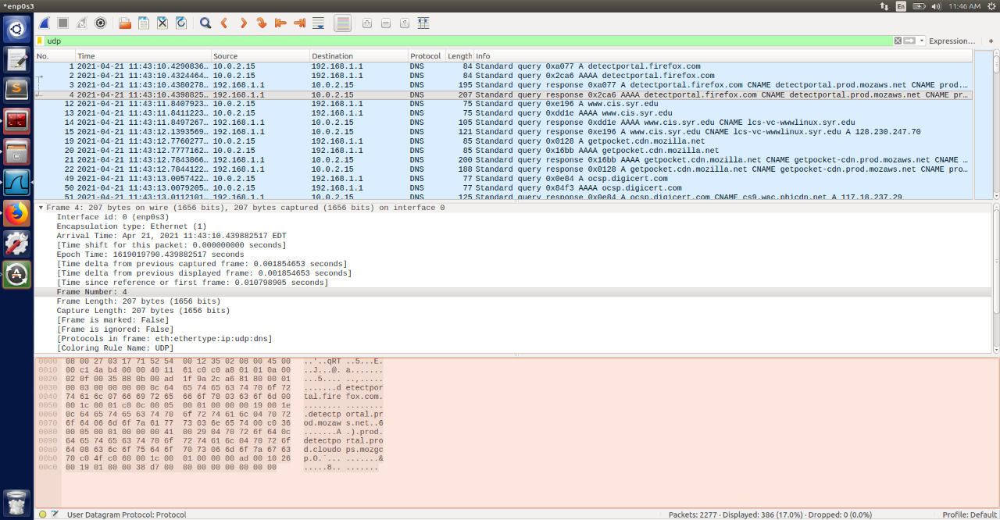 *enp0s3
En
11:46 AM
udp
Expression…
+
No. Time Source Destination Protocol Length Info
1 2021-04-21 11:43:10.4290836… 10.0.2.15 192.168.1.1 DNS 84 Standard query 0xa077 A detectportal.firefox.com
2 2021-04-21 11:43:10.4324464… 10.0.2.15 192.168.1.1 DNS 84 Standard query 0x2ca6 AAAA detectportal.firefox.com
3 2021-04-21 11:43:10.4380278… 192.168.1.1 10.0.2.15 DNS 195 Standard query response 0xa077 A detectportal.firefox.com CNAME detectportal.prod.mozaws.net CNAME prod.…
4 2021-04-21 11:43:10.4398825… 192.168.1.1 10.0.2.15 DNS 207 Standard query response 0x2ca6 AAAA detectportal.firefox.com CNAME detectportal.prod.mozaws.net CNAME pr…
12 2021-04-21 11:43:11.8407923… 10.0.2.15 192.168.1.1 DNS 75 Standard query 0xe196 A www.cis.syr.edu
13 2021-04-21 11:43:11.8411223… 10.0.2.15 192.168.1.1 DNS 75 Standard query 0xdd1e AAAA www.cis.syr.edu
14 2021-04-21 11:43:11.8497267… 192.168.1.1 10.0.2.15 DNS 105 Standard query response 0xdd1e AAAA www.cis.syr.edu CNAME lcs-vc-wwwlinux.syr.edu
15 2021-04-21 11:43:12.1393569… 192.168.1.1 10.0.2.15 DNS 121 Standard query response 0xe196 A www.cis.syr.edu CNAME lcs-vc-wwwlinux.syr.edu A 128.230.247.70
19 2021-04-21 11:43:12.7760277… 10.0.2.15 192.168.1.1 DNS 85 Standard query 0x0128 A getpocket.cdn.mozilla.net
20 2021-04-21 11:43:12.7777162… 10.0.2.15 192.168.1.1 DNS 85 Standard query 0x16bb AAAA getpocket.cdn.mozilla.net
21 2021-04-21 11:43:12.7843866… 192.168.1.1 10.0.2.15 DNS 200 Standard query response 0x16bb AAAA getpocket.cdn.mozilla.net CNAME getpocket-cdn.prod.mozaws.net CNAME …
22 2021-04-21 11:43:12.7844122… 192.168.1.1 10.0.2.15 DNS 188 Standard query response 0x0128 A getpocket.cdn.mozilla.net CNAME getpocket-cdn.prod.mozaws.net CNAME pro…
49 2021-04-21 11:43:13.0057422… 10.0.2.15 192.168.1.1 DNS 77 Standard query 0x0e84 A ocsp.digicert.com
50 2021-04-21 11:43:13.0079205… 10.0.2.15 192.168.1.1 DNS 77 Standard query 0x84f3 AAAA ocsp.digicert.com
51 2021-04-21 11:43:13.0112101… 192.168.1.1 10.0.2.15 DNS 125 Standard query response 0x0e84 A ocsp.digicert.com CNAME cs9.wac.phicdn.net A 117.18.237.29
Frame 4: 207 bytes on wire (1656 bits), 207 bytes captured (1656 bits) on interface 0
Interface id: 0 (enp0s3)
Encapsulation type: Ethernet (1)
Arrival Time: Apr 21, 2021 11:43:10.439882517 EDT
[Time shift for this packet: 0.000000000 seconds]
Epoch Time: 1619019790.439882517 seconds
[Time delta from previous captured frame: 0.001854653 seconds]
[Time delta from previous displayed frame: 0.001854653 seconds]
[Time since reference or first frame: 0.010798905 seconds]
Frame Number: 4
Frame Length: 207 bytes (1656 bits)
Capture Length: 207 bytes (1656 bits)
[Frame is marked: False]
[Frame is ignored: False]
[Protocols in frame: eth:ethertype:ip:udp:dns]
[Coloring Rule Name: UDP]
0000 08 00 27 03 17 71 52 54 00 12 35 02 08 00 45 00 ..'..qRT ..5...E.
0010 00 c1 4a b4 00 00 40 11 61 c0 c0 a8 01 01 0a 00 ..J...@. a.......
0020 02 0f 00 35 88 0b 00 ad 1f 9a 2c a6 81 80 00 01 ...5.... ..,.....
0030 00 03 00 00 00 00 0c 64 65 74 65 63 74 70 6f 72 .......d etectpor
0040 74 61 6c 07 66 69 72 65 66 6f 78 03 63 6f 6d 00 tal.fire fox.com.
0050 00 1c 00 01 c0 0c 00 05 00 01 00 00 00 19 00 1e ........ ........
0060 0c 64 65 74 65 63 74 70 6f 72 74 61 6c 04 70 72 .detectp ortal.pr
0070 6f 64 06 6d 6f 7a 61 77 73 03 6e 65 74 00 c0 36 od.mozaw s.net..6
0080 00 05 00 01 00 00 00 41 00 29 04 70 72 6f 64 0c .......A .).prod.
0090 64 65 74 65 63 74 70 6f 72 74 61 6c 04 70 72 6f detectpo rtal.pro
00a0 64 08 63 6c 6f 75 64 6f 70 73 06 6d 6f 7a 67 63 d.cloudo ps.mozgc
00b0 70 c0 4f c0 60 00 1c 00 01 00 00 00 ad 00 10 26 p.O.`... .......&
00c0 00 19 01 00 00 38 d7 00 00 00 00 00 00 00 00 .....8.. .......
User Datagram Protocol: Protocol
Packets: 2277 · Displayed: 386 (17.0%) · Dropped: 0 (0.0%)
Profile: Default